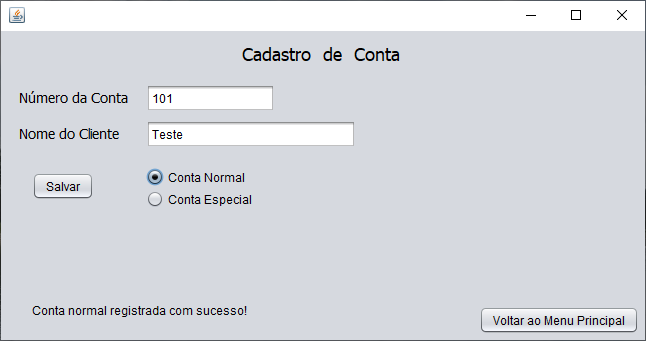 Cadastro de Conta
Número da Conta 101
Nome do Cliente Teste
Salvar
Conta Normal
Conta Especial
Conta normal registrada com sucesso!
Voltar ao Menu Principal